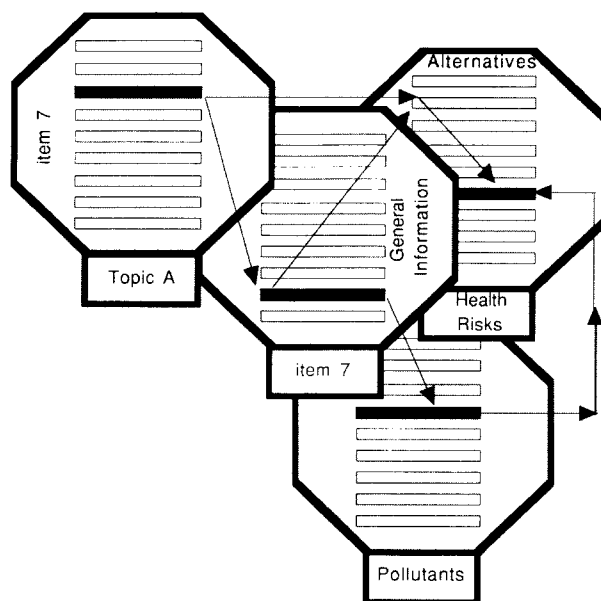 Alternatives
item 7
General
Information
Topic A
Health
Risks
item 7
Pollutants